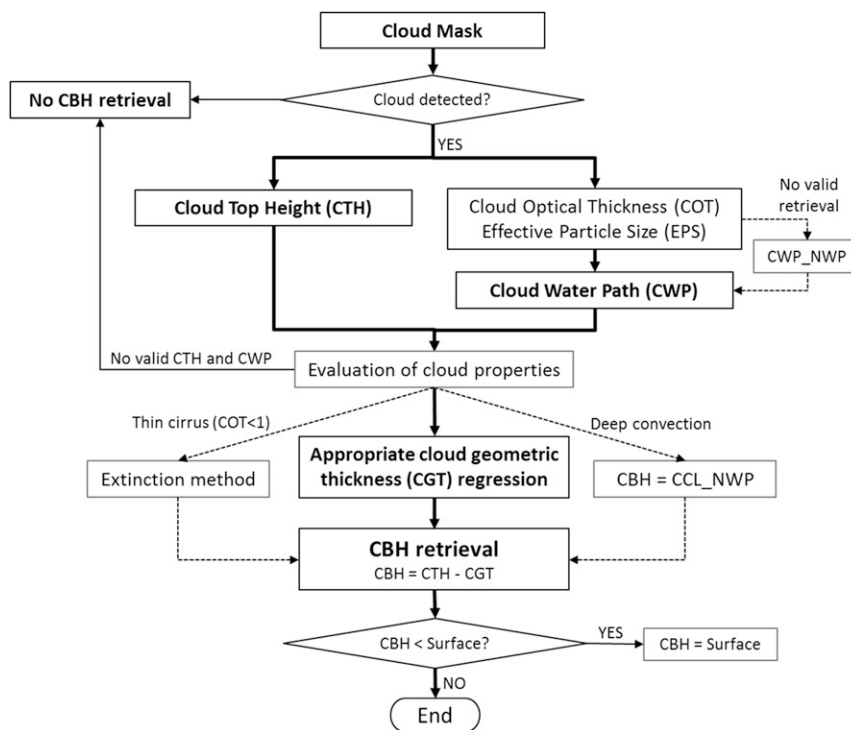 Cloud Mask
Cloud detected?
No CBH retrieval
YES
Cloud Top Height (CTH)
Cloud Optical Thickness (COT)
Effective Particle Size (EPS)
No valid
retrieval
CWP_NWP
Cloud Water Path (CWP)
No valid CTH and CWP
Evaluation of cloud properties
Thin cirrus (COT<1)
Deep convection
Extinction method
Appropriate cloud geometric
thickness (CGT) regression
CBH = CCL_NWP
CBH retrieval
CBH = CTH - CGT
CBH < Surface?
YES
CBH = Surface
NO
End